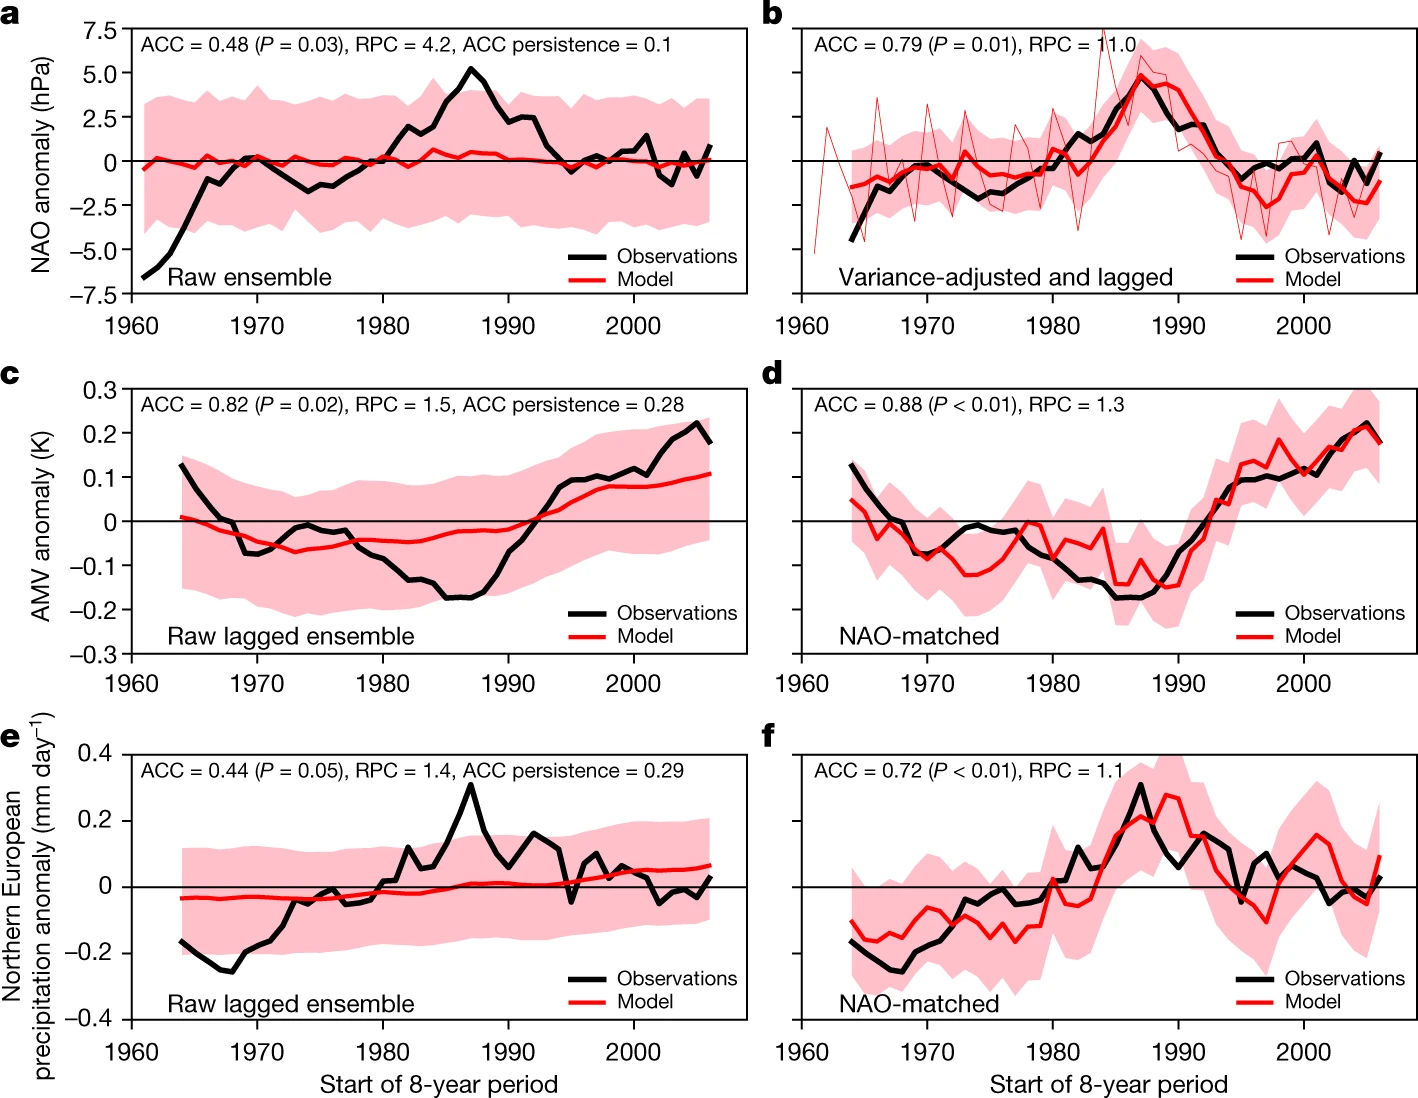 a
7.5
5.0
2.5
0
−2.5
−5.0
−7.5
NAO anomaly (hPa)
ACC = 0.48 (P = 0.03), RPC = 4.2, ACC persistence = 0.1
Raw ensemble
Observations
Model
1960 1970 1980 1990 2000
b
ACC = 0.79 (P = 0.01), RPC = 11.0
Variance-adjusted and lagged
Observations
Model
1960 1970 1980 1990 2000
c
0.3
0.2
0.1
0
−0.1
−0.2
−0.3
AMV anomaly (K)
ACC = 0.82 (P = 0.02), RPC = 1.5, ACC persistence = 0.28
Raw lagged ensemble
Observations
Model
1960 1970 1980 1990 2000
d
ACC = 0.88 (P < 0.01), RPC = 1.3
NAO-matched
Observations
Model
1960 1970 1980 1990 2000
e
0.4
0.2
0
−0.2
−0.4
Northern European
precipitation anomaly (mm day−1)
ACC = 0.44 (P = 0.05), RPC = 1.4, ACC persistence = 0.29
Raw lagged ensemble
Observations
Model
1960 1970 1980 1990 2000
Start of 8-year period
f
ACC = 0.72 (P < 0.01), RPC = 1.1
NAO-matched
Observations
Model
1960 1970 1980 1990 2000
Start of 8-year period